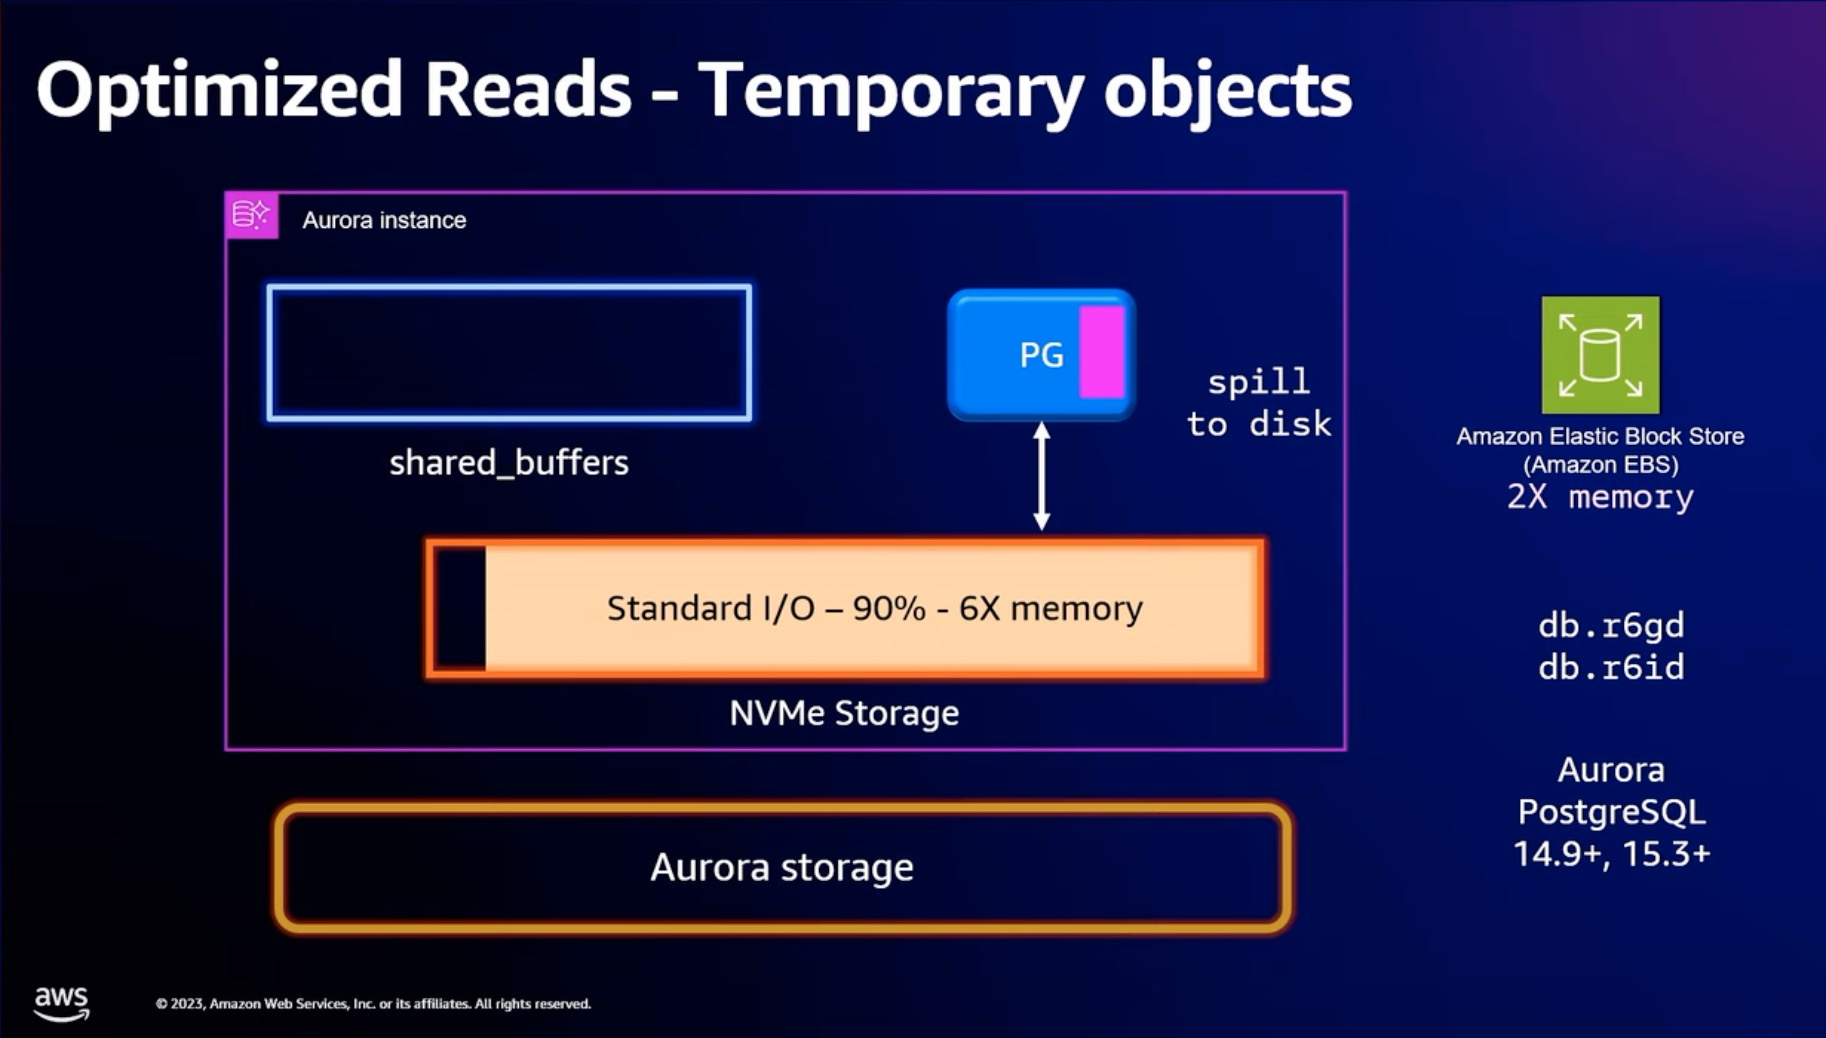 Optimized Reads - Temporary objects
Aurora instance
shared_buffers
PG
spill
to disk
Standard I/O – 90% - 6X memory
NVMe Storage
Aurora storage
Amazon Elastic Block Store
(Amazon EBS)
2X memory
db.r6gd
db.r6id
Aurora
PostgreSQL
14.9+, 15.3+
aws
© 2023, Amazon Web Services, Inc. or its affiliates. All rights reserved.